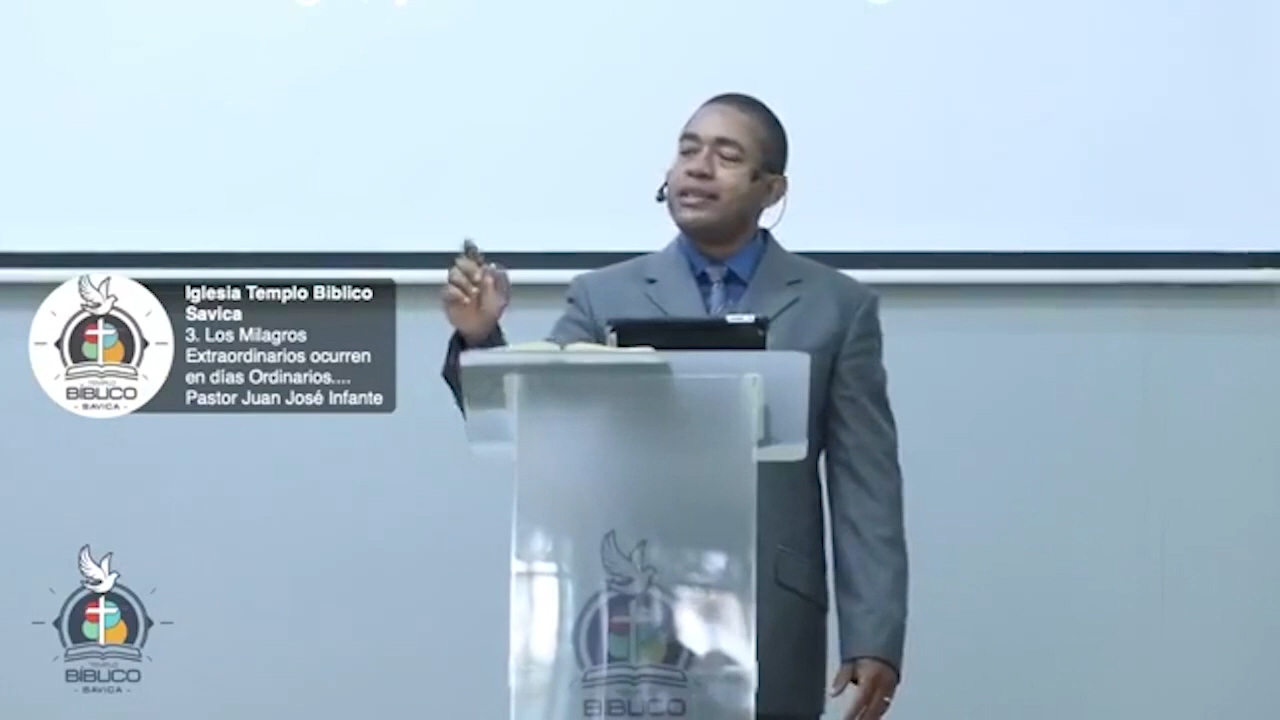 Iglesia Templo Biblico
Savica
3. Los Milagros
Extraordinarios ocurren
en días Ordinarios....
Pastor Juan José Infante
TEMPLO
BÍBLICO
- SAVICA -
TEMPLO
BÍBLICO
- SAVICA -
BÍBLICO